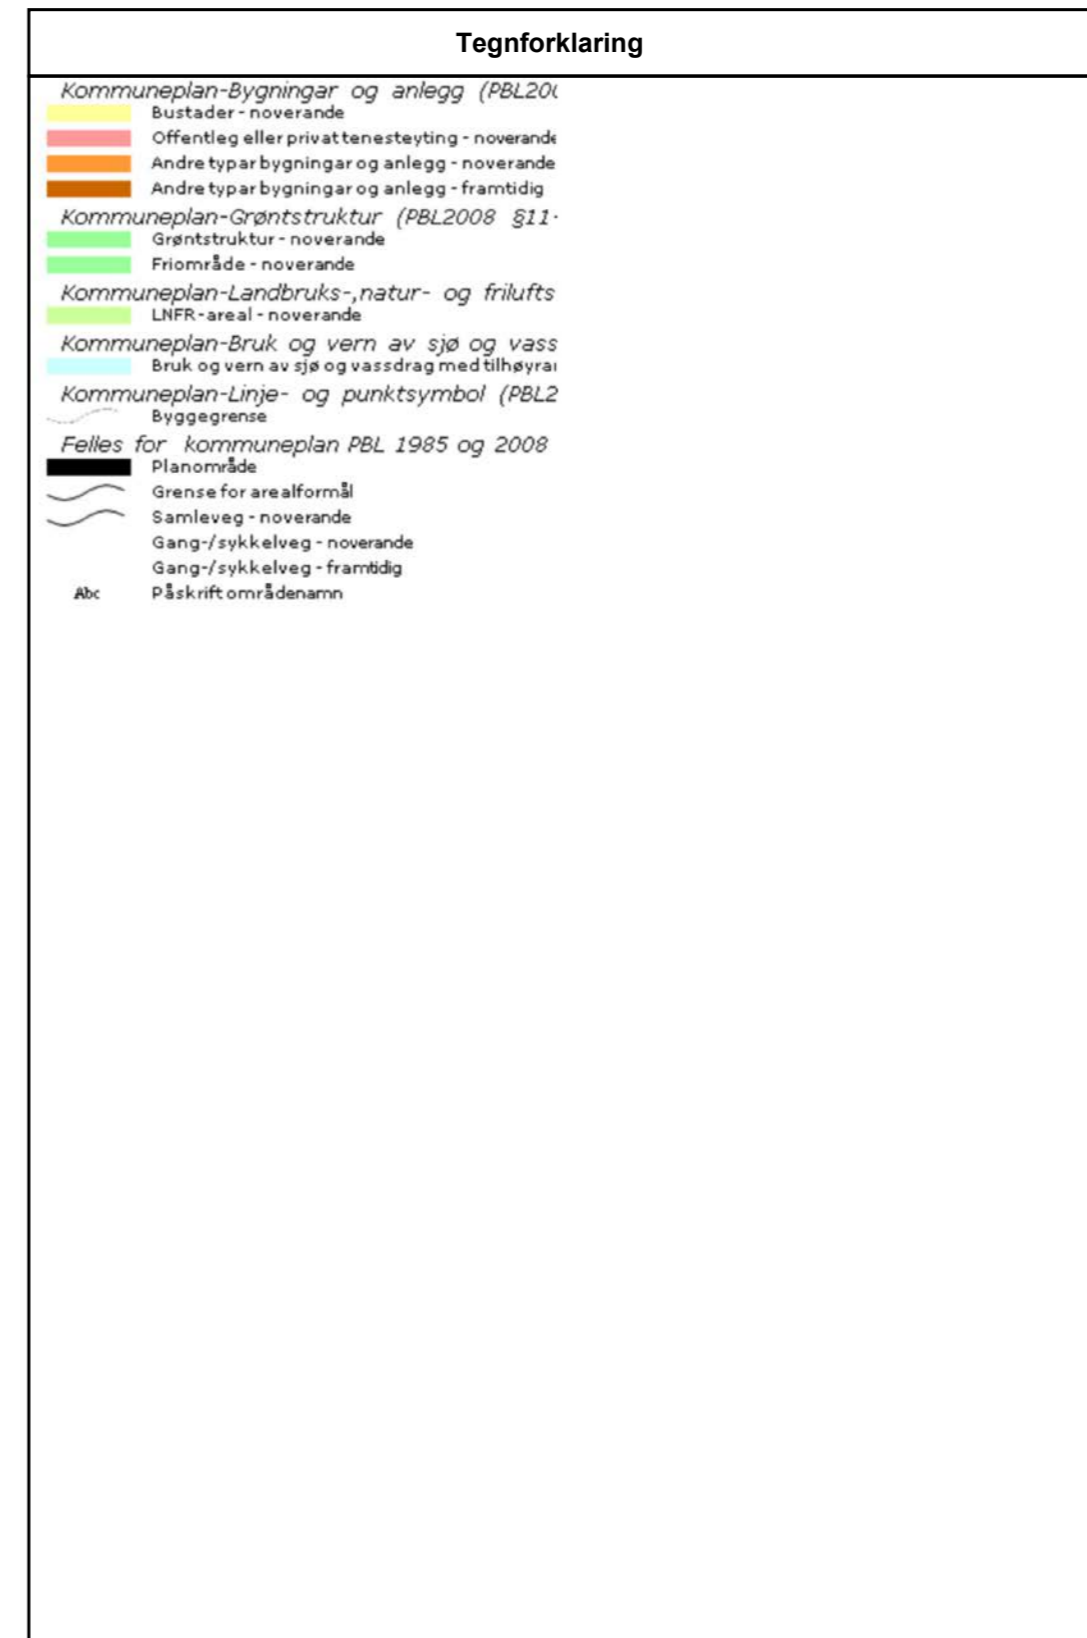 Tegnforklaring
Kommuneplan-Bygningar og anlegg (PBL200
Bustader - noverande
Offentleg eller privat tenesteyting - noverande
Andre typar bygningar og anlegg - noverande
Andre typar bygningar og anlegg - framtidig
Kommuneplan-Grøntstruktur (PBL2008 §11-
Grøntstruktur - noverande
Friområde - noverande
Kommuneplan-Landbruks-,natur- og frilufts
LNFR-areal - noverande
Kommuneplan-Bruk og vern av sjø og vass
Bruk og vern av sjø og vassdrag med tilhøyra
Kommuneplan-Linje- og punktsymbol (PBL2
Byggegrense
Felles for kommuneplan PBL 1985 og 2008
Planområde
Grense for arealformål
Samleveg - noverande
Gang-/sykkelveg - noverande
Gang-/sykkelveg - framtidig
Abc Påskrift områdenamn